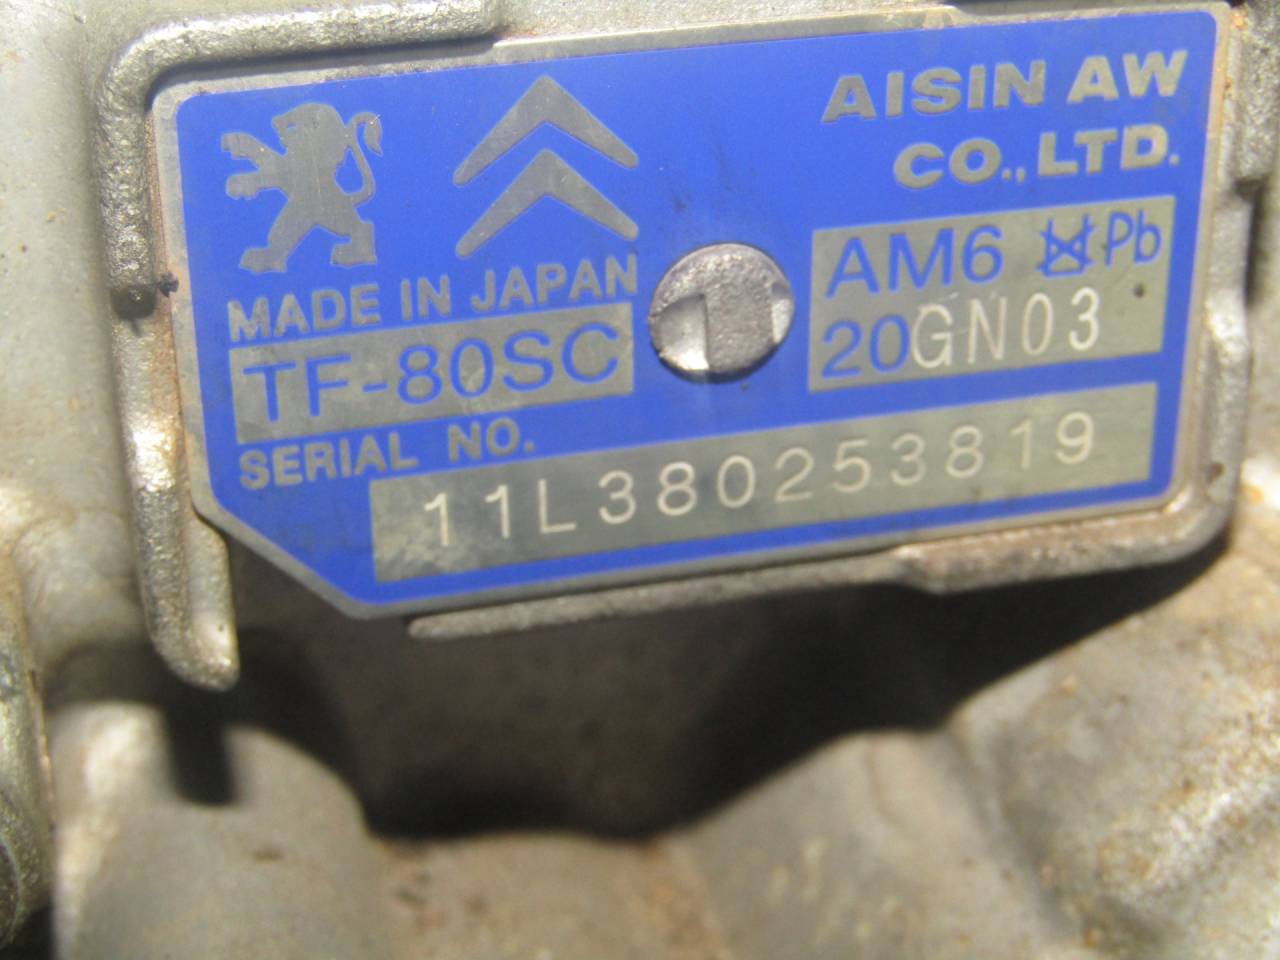 AISIN AW
CO.,LTD.
MADE IN JAPAN
TF-80SC
AM6 Pb
20GN03
SERIAL NO.
11L380253819